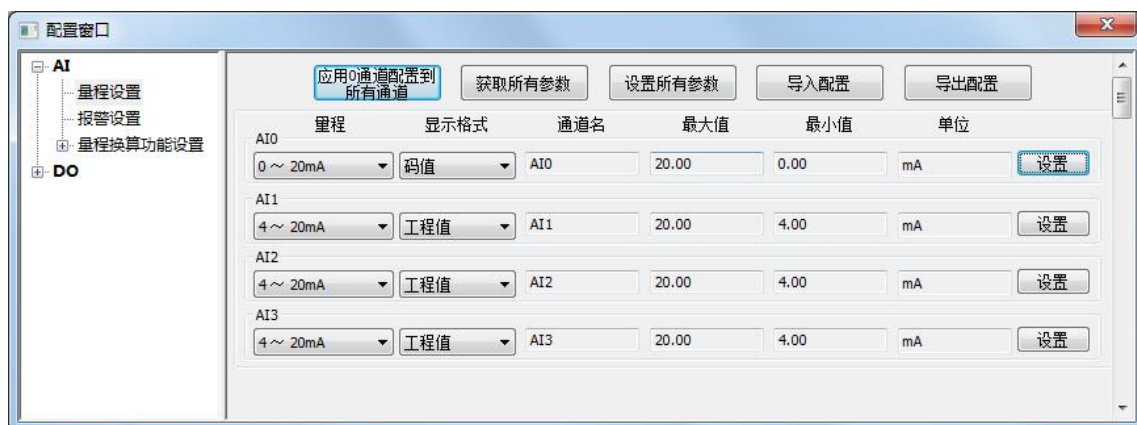 配置窗口
AI
量程设置
报警设置
量程换算功能设置
DO
应用0通道配置到
所有通道
获取所有参数
设置所有参数
导入配置
导出配置
量程 显示格式 通道名 最大值 最小值 单位
AI0
0～ 20mA 码值 AI0 20.00 0.00 mA 设置
AI1
4～ 20mA 工程值 AI1 20.00 4.00 mA 设置
AI2
4～ 20mA 工程值 AI2 20.00 4.00 mA 设置
AI3
4～ 20mA 工程值 AI3 20.00 4.00 mA 设置